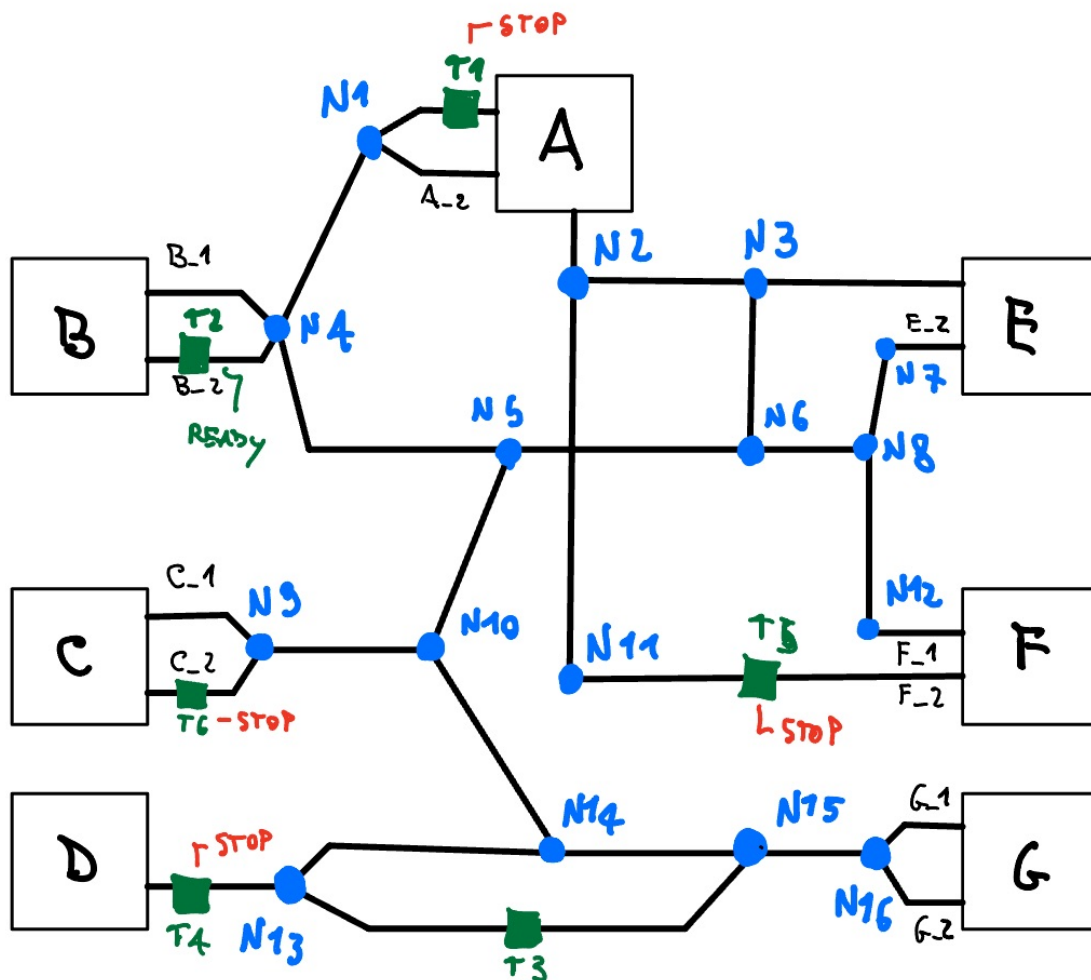 STOP
T1
N1
A
A_2
N2
N3
B_1
B
T2
N4
B_2
READY
E_2
E
N7
N5
N6
N8
C_1
N9
C
C_2
T6 - STOP
N10
N11
T5
STOP
N12
F_1
F_2
F
D
STOP
T4
N13
N14
T3
N15
N16
G_1
G
G_2